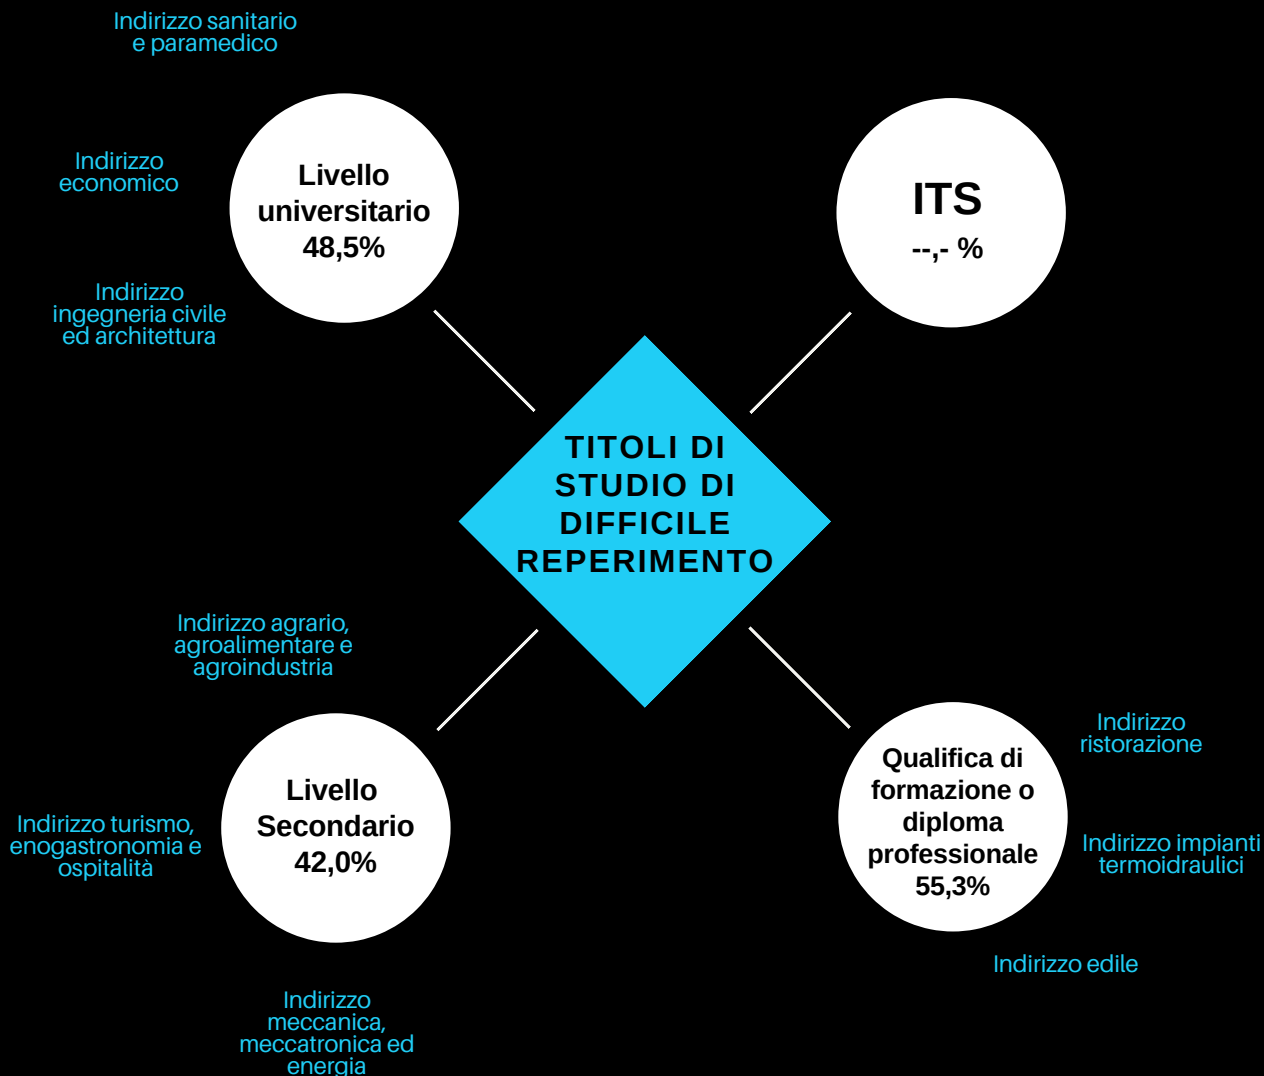 Indirizzo sanitario
e paramedico
Indirizzo
economico
Livello
universitario
48,5%
Indirizzo
ingegneria civile
ed architettura
ITS
--,- %
TITOLI DI
STUDIO DI
DIFFICILE
REPERIMENTO
Indirizzo agrario,
agroalimentare e
agroindustria
Livello
Secondario
42,0%
Indirizzo turismo,
enogastronomia e
ospitalità
Indirizzo
meccanica,
meccatronica ed
energia
Qualifica di
formazione o
diploma
professionale
55,3%
Indirizzo
ristorazione
Indirizzo impianti
termoidraulici
Indirizzo edile